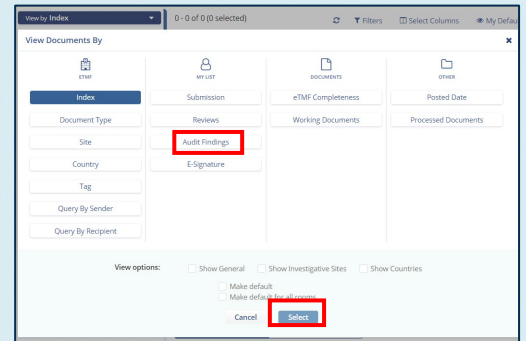 View by Index
0 - 0 of 0 (0 selected)
Filters
Select Columns
My Defau
View Documents By
ETMF
MY LIST
DOCUMENTS
OTHER
Index
Submission
eTMF Completeness
Posted Date
Document Type
Reviews
Working Documents
Processed Documents
Site
Audit Findings
Country
E-Signature
Tag
Query By Sender
Query By Recipient
View options:
Show General
Show Investigative Sites
Show Countries
Make default
Make default for all rooms
Cancel
Select